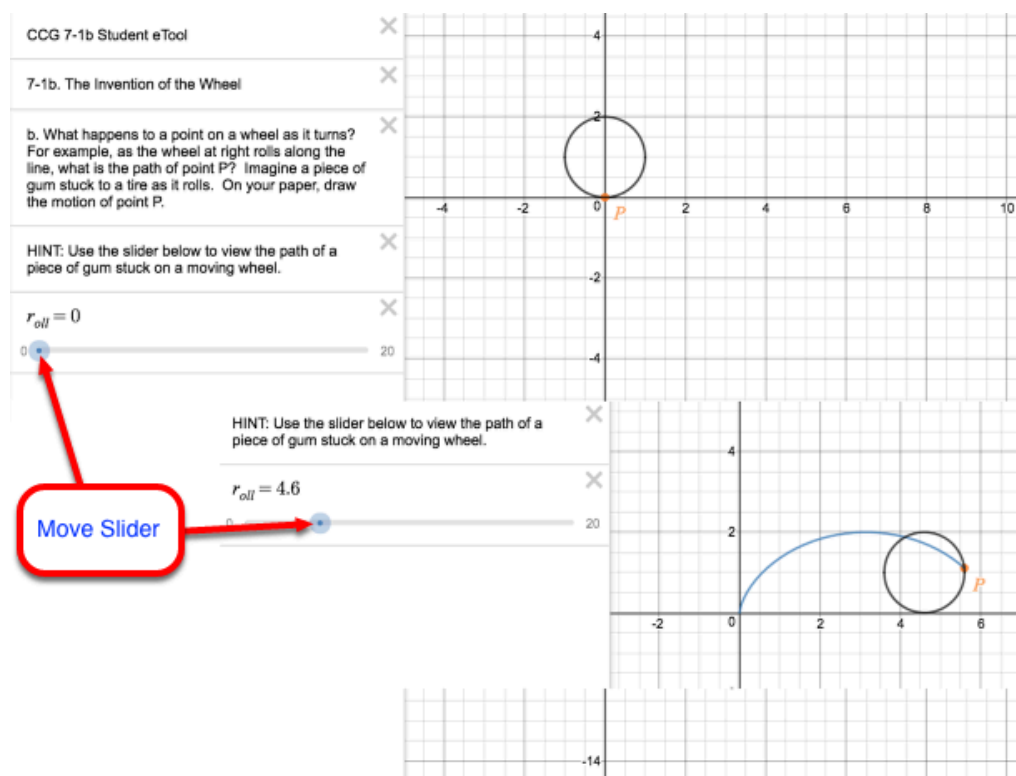 CCG 7-1b Student eTool
7-1b. The Invention of the Wheel
b. What happens to a point on a wheel as it turns?
For example, as the wheel at right rolls along the
line, what is the path of point P? Imagine a piece of
gum stuck to a tire as it rolls. On your paper, draw
the motion of point P.
HINT: Use the slider below to view the path of a
piece of gum stuck on a moving wheel.
r_oll = 0
0 20
4
2
-4 -2 0 2 4 6 8 10
P
-2
-4
HINT: Use the slider below to view the path of a
piece of gum stuck on a moving wheel.
r_oll = 4.6
0 20
Move Slider
4
2
P
-2 0 2 4 6
-14